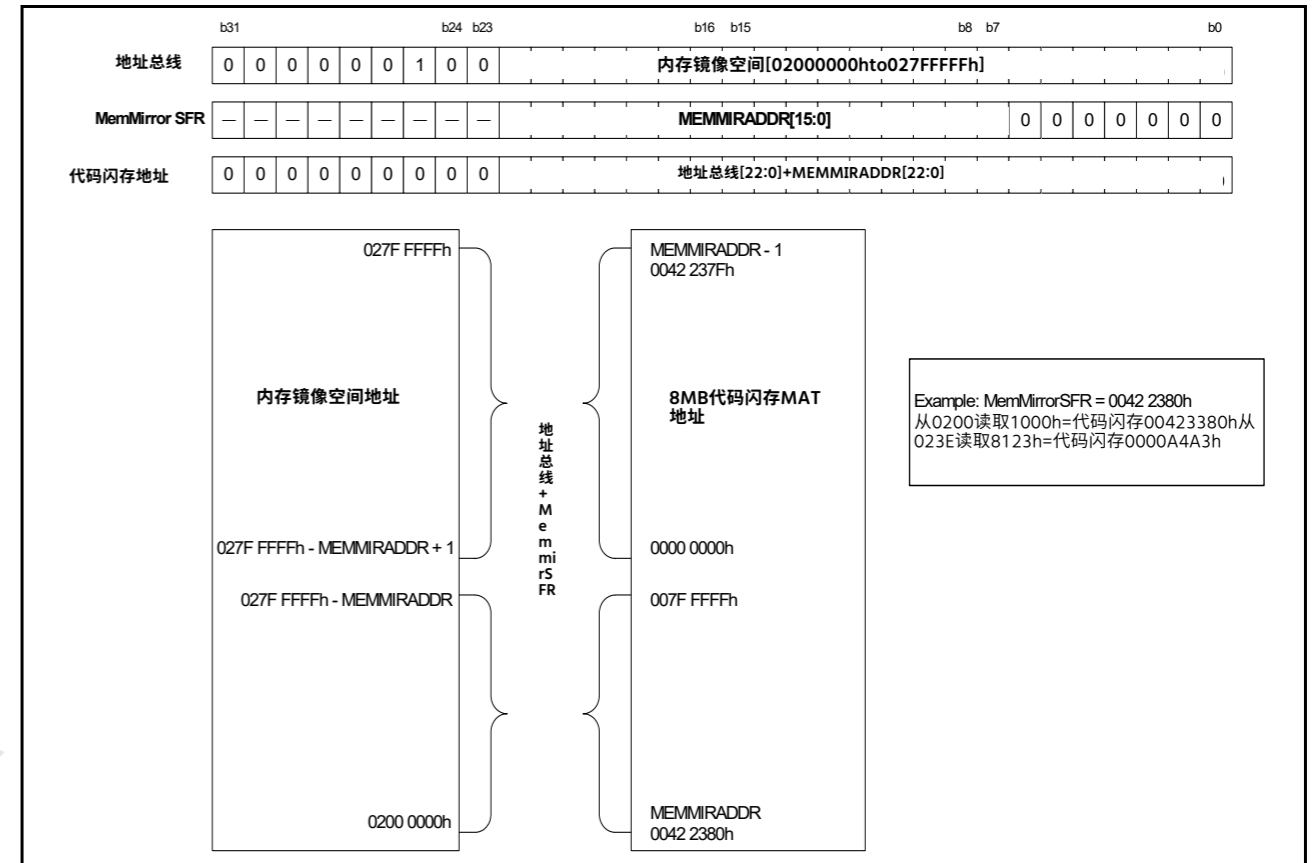 b31 b24 b23 b16 b15 b8 b7 b0
地址总线 0 0 0 0 0 0 1 0 0 内存镜像空间[02000000hto027FFFFFh]
MemMirror SFR — — — — — — — — — MEMMIRADDR[15:0] 0 0 0 0 0 0 0
代码闪存地址 0 0 0 0 0 0 0 0 0 地址总线[22:0]+MEMMIRADDR[22:0]
027F FFFFh
内存镜像空间地址
027F FFFFh - MEMMIRADDR + 1
027F FFFFh - MEMMIRADDR
0200 0000h
地
址
总
线
+
M
e
m
mi
rS
FR
MEMMIRADDR - 1
0042 237Fh
8MB代码闪存MAT
地址
0000 0000h
007F FFFFh
MEMMIRADDR
0042 2380h
Example: MemMirrorSFR = 0042 2380h
从0200读取1000h=代码闪存00423380h从
023E读取8123h=代码闪存0000A4A3h